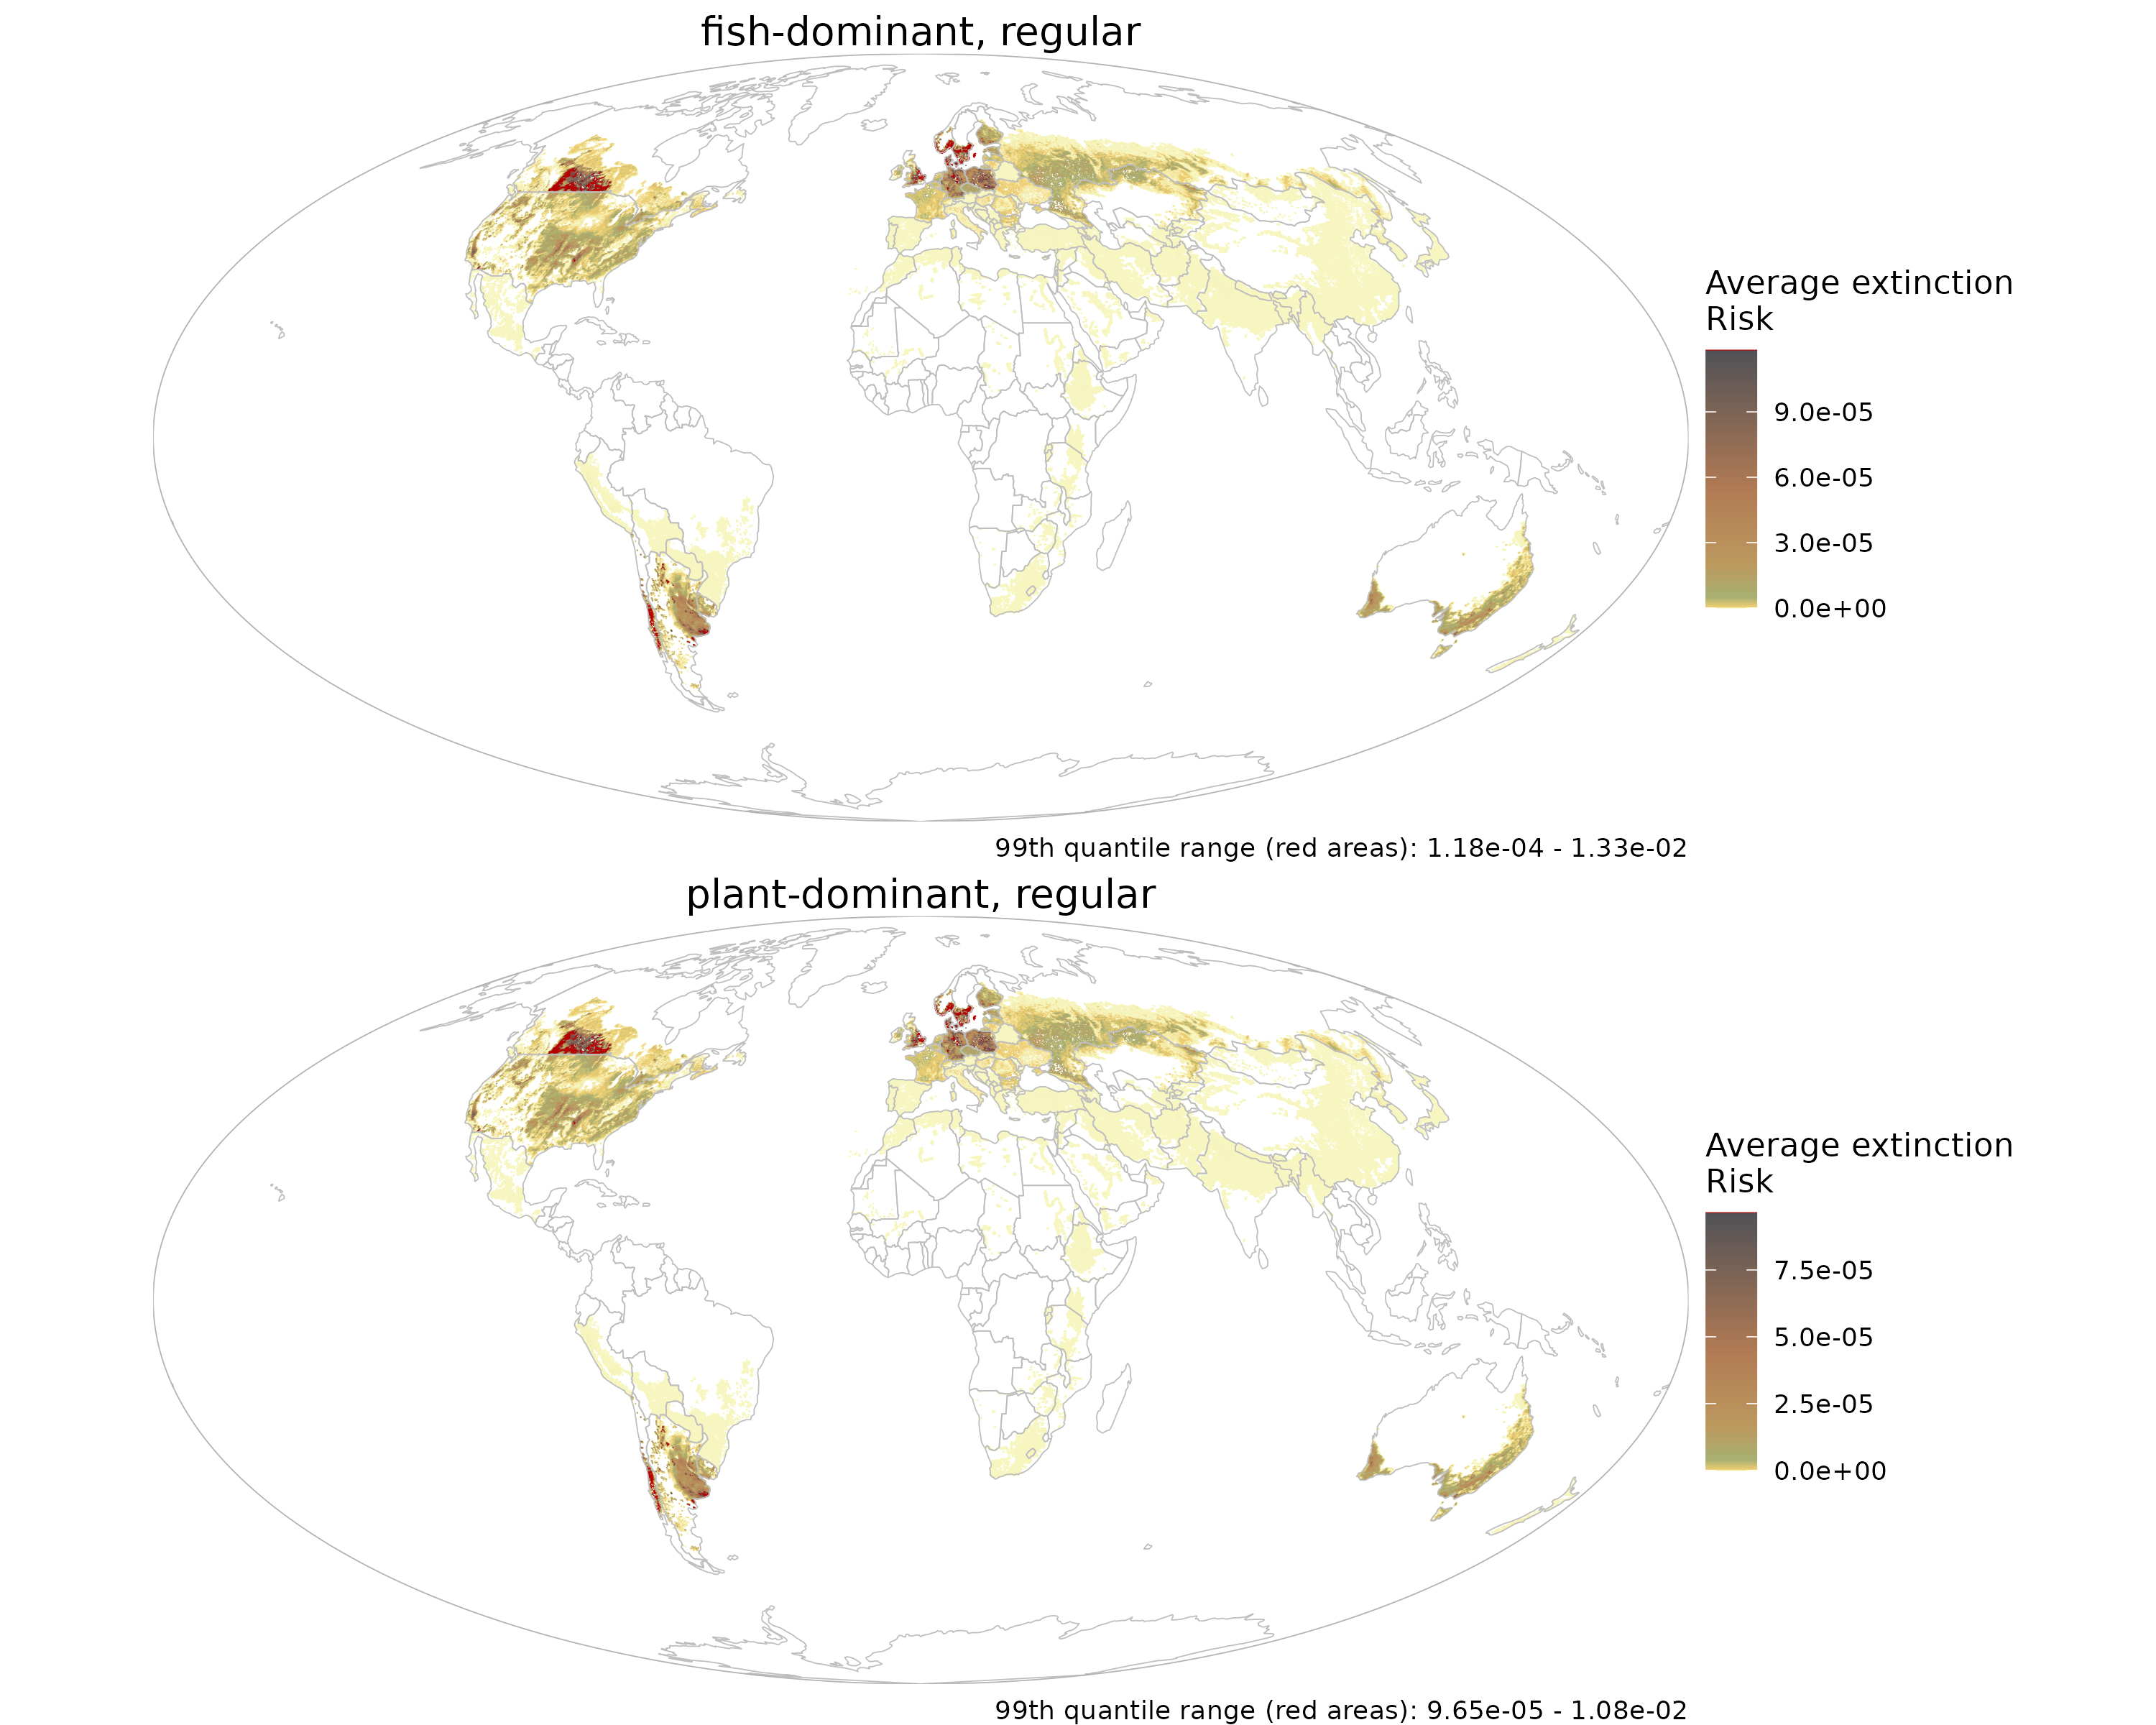 fish-dominant, regular
Average extinction
Risk
9.0e-05
6.0e-05
3.0e-05
0.0e+00
99th quantile range (red areas): 1.18e-04 - 1.33e-02
plant-dominant, regular
Average extinction
Risk
7.5e-05
5.0e-05
2.5e-05
0.0e+00
99th quantile range (red areas): 9.65e-05 - 1.08e-02